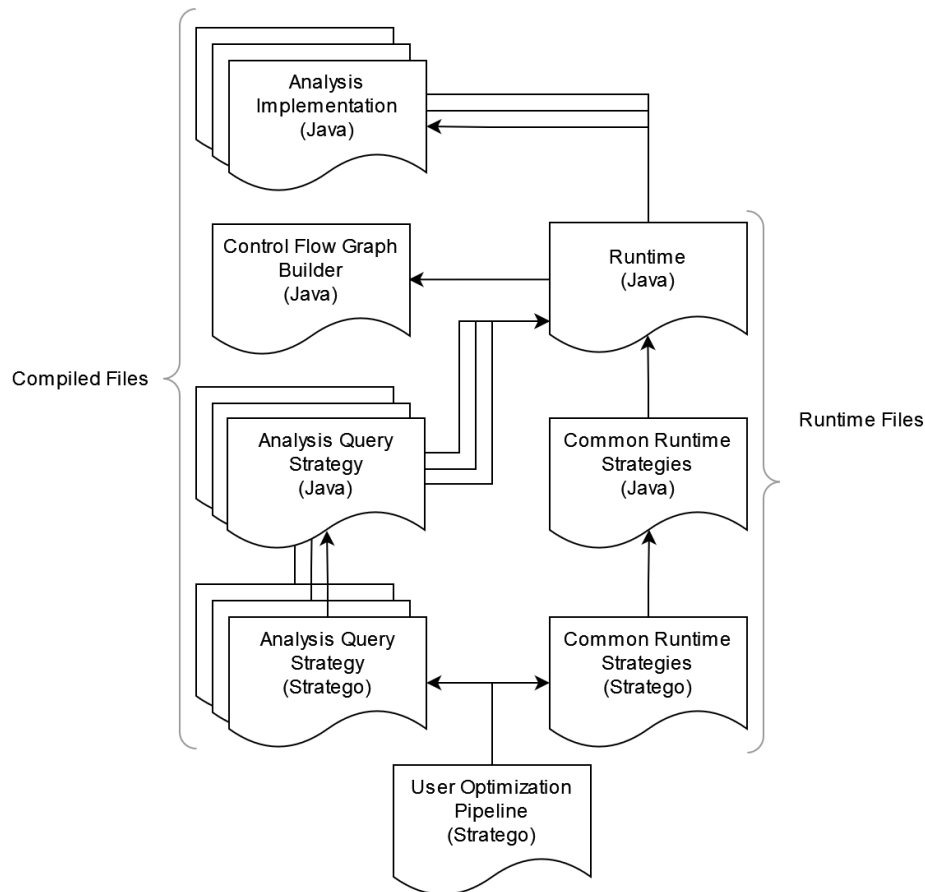 Analysis
Implementation
(Java)
Control Flow Graph
Builder
(Java)
Runtime
(Java)
Compiled Files
Runtime Files
Analysis Query
Strategy
(Java)
Common Runtime
Strategies
(Java)
Analysis Query
Strategy
(Stratego)
Common Runtime
Strategies
(Stratego)
User Optimization
Pipeline
(Stratego)